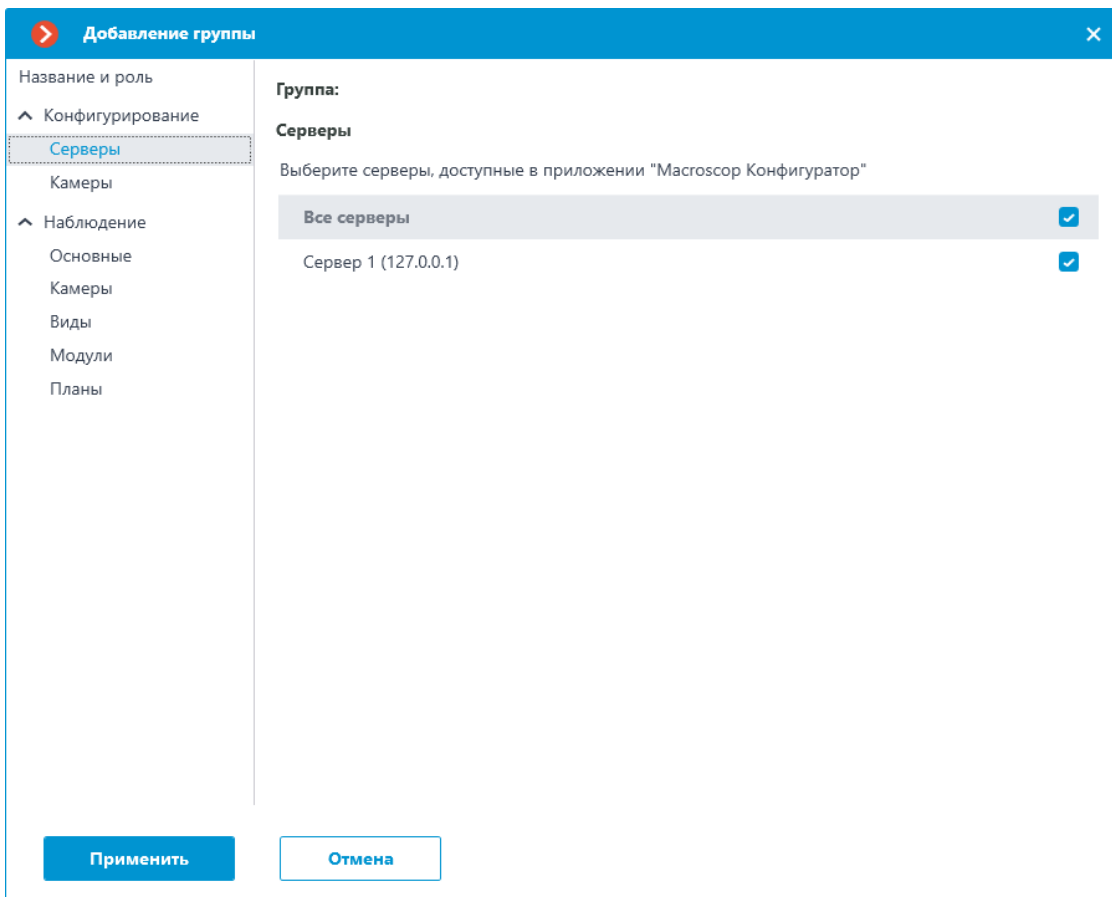 Добавление группы
Название и роль
Конфигурирование
Серверы
Камеры
Наблюдение
Основные
Камеры
Виды
Модули
Планы
Группа:
Серверы
Выберите серверы, доступные в приложении "Macroscop Конфигуратор"
Все серверы
Сервер 1 (127.0.0.1)
Применить
Отмена